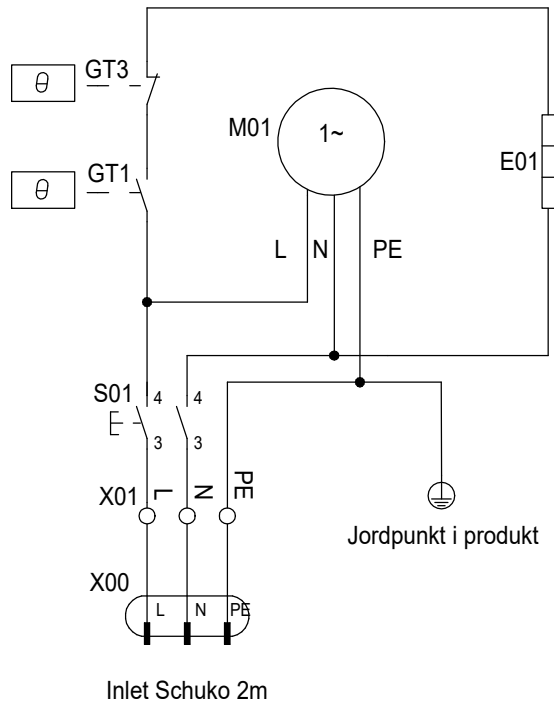 GT3
θ
M01
1~
E01
GT1
θ
L N PE
S01
4 4
3 3
X01
L N PE
Jordpunkt i produkt
X00
L N PE
Inlet Schuko 2m